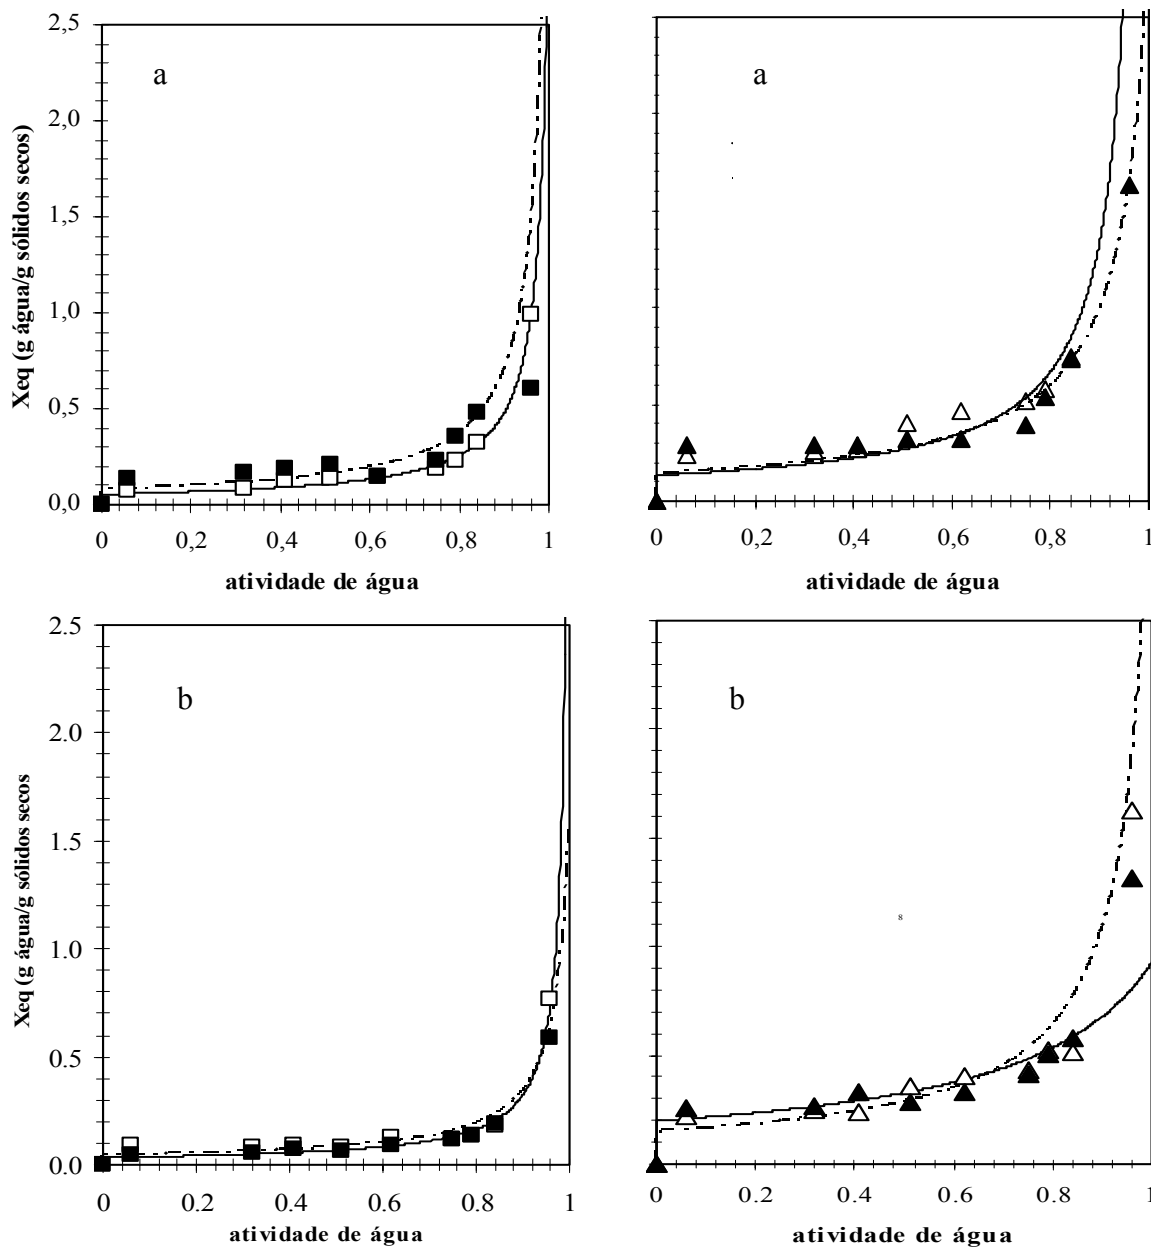 2,5
a
2,0
1,5
1,0
0,5
0,0
Xeq (g água/g sólidos secos)
0 0,2 0,4 0,6 0,8 1
atividade de água
a
0 0,2 0,4 0,6 0,8 1
atividade de água
2.5
b
2.0
1.5
1.0
0.5
0.0
Xeq (g água/g sólidos secos
0 0.2 0.4 0.6 0.8 1
atividade de água
b
8
0 0.2 0.4 0.6 0.8 1
atividade de água